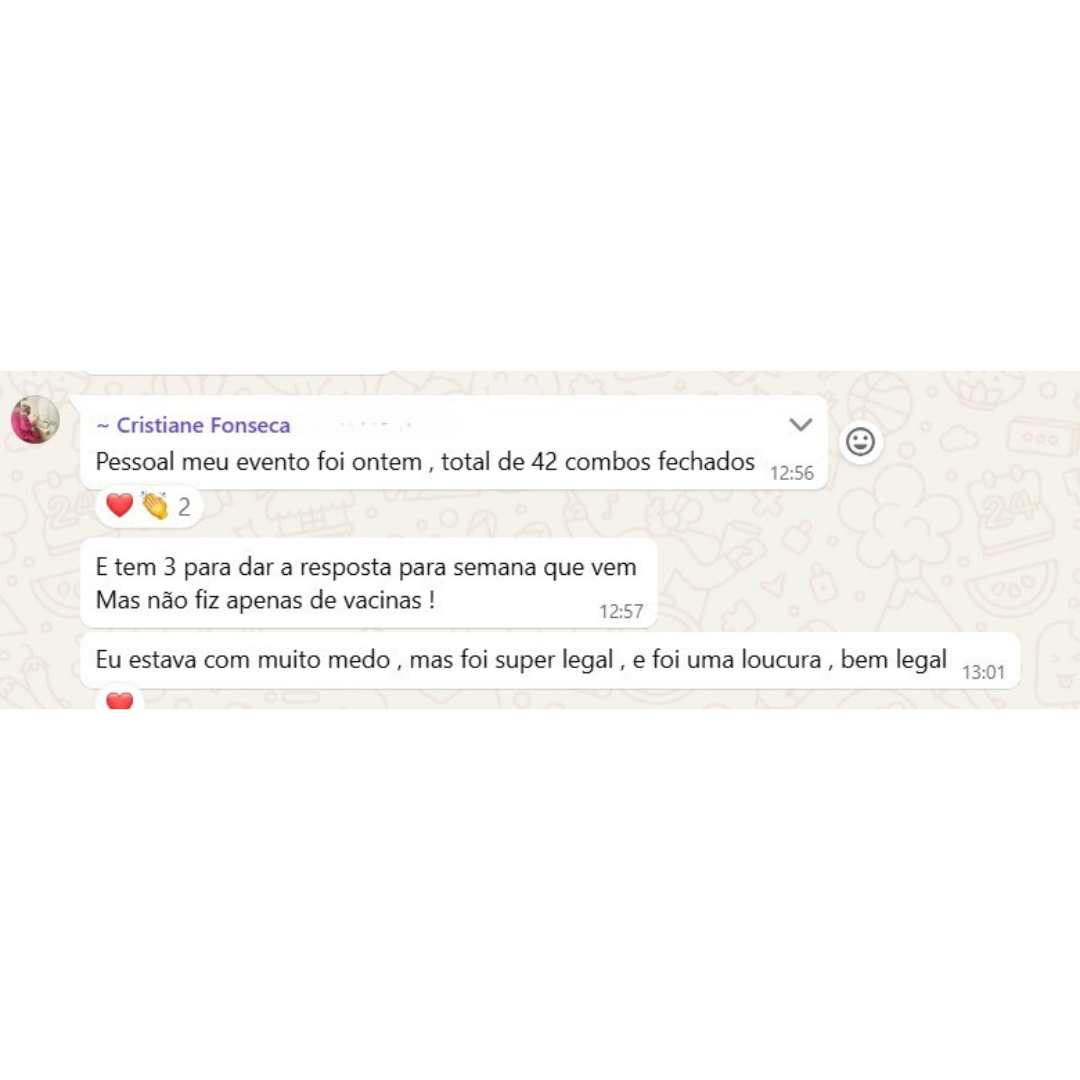 ~ Cristiane Fonseca
Pessoal meu evento foi ontem , total de 42 combos fechados 12:56
❤️👏 2
E tem 3 para dar a resposta para semana que vem
Mas não fiz apenas de vacinas ! 12:57
Eu estava com muito medo , mas foi super legal , e foi uma loucura , bem legal 13:01
❤️